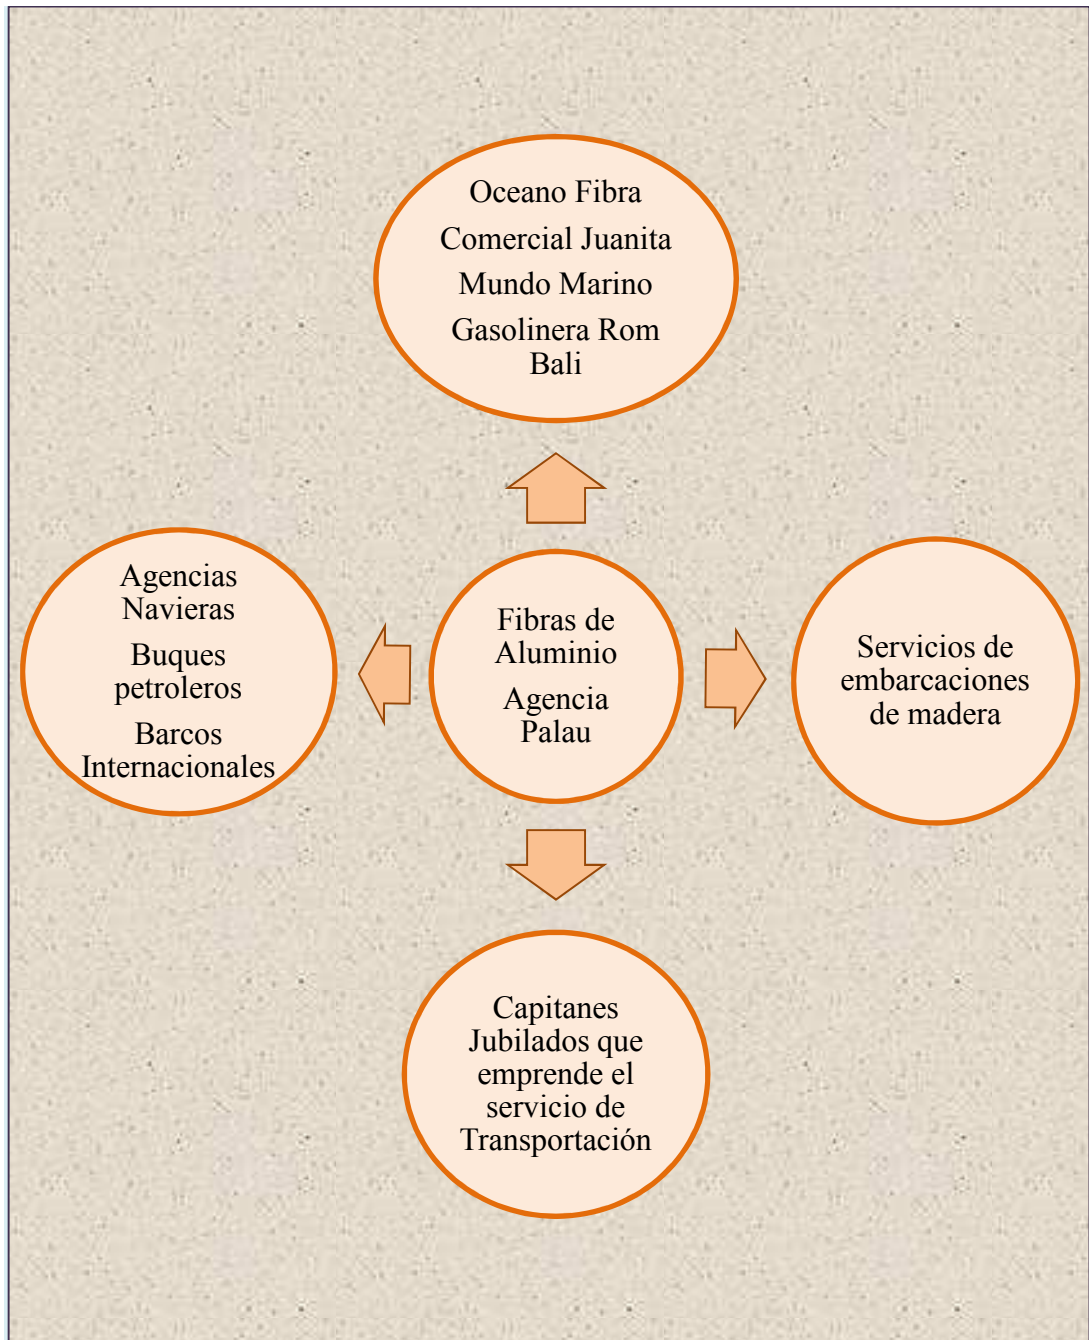 Oceano Fibra
Comercial Juanita
Mundo Marino
Gasolinera Rom
Bali
Agencias
Navieras
Buques
petroleros
Barcos
Internacionales
Fibras de
Aluminio
Agencia
Palau
Servicios de
embarcaciones
de madera
Capitanes
Jubilados que
emprende el
servicio de
Transportación